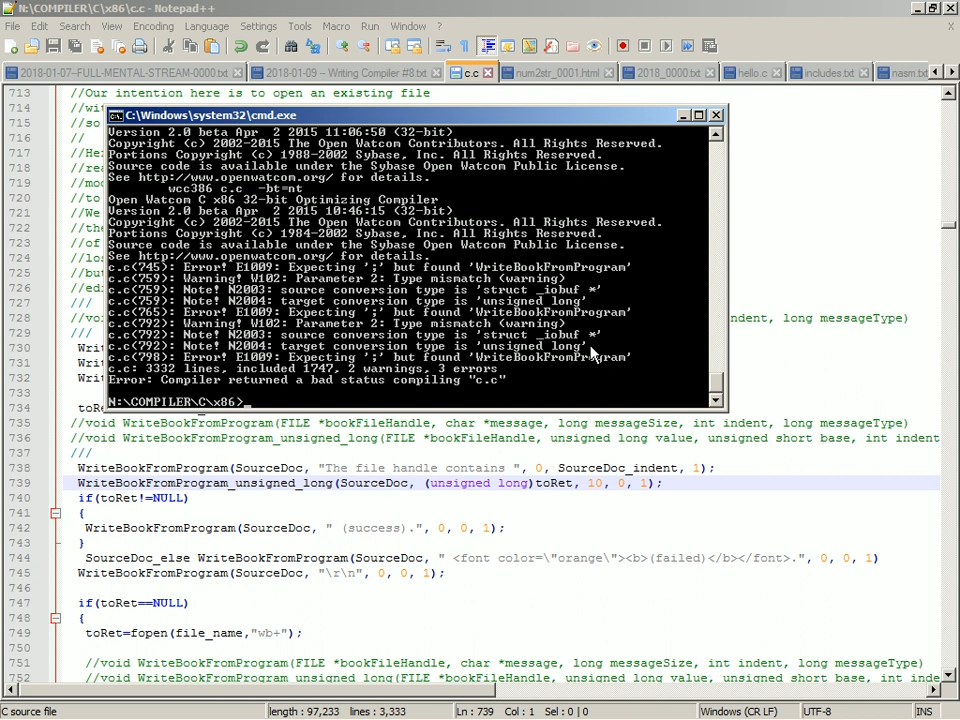 N:\COMPILER\C\x86\c.c - Notepad++
File Edit Search View Encoding Language Settings Tools Macro Run Window ?
2018-01-07-FULL-MENTAL-STREAM-0000.txt 2018-01-09 -- Writing Compiler #8.txt c.c num2str_0001.html 2018_0000.txt hello.c includes.txt nasm.txt
713 //Our intention here is to open an existing file
714 //wit
715 //so
716 //
717 //He
718 //rea
719 //mod
720 //to
721 //We
722 //the
723 //of
724 //los
725 //but
726 //edi
727 ///
728 //voi ndent, long messageType)
729 ///
730 Writ
731 Writ
732 Writ
733
734 toRe
735 //void WriteBookFromProgram(FILE *bookFileHandle, char *message, long messageSize, int indent, long messageType)
736 //void WriteBookFromProgram_unsigned_long(FILE *bookFileHandle, unsigned long value, unsigned short base, int indent
737 ///
738 WriteBookFromProgram(SourceDoc, "The file handle contains ", 0, SourceDoc_indent, 1);
739 WriteBookFromProgram_unsigned_long(SourceDoc, (unsigned long)toRet, 10, 0, 1);
740 if(toRet!=NULL)
741 {
742 WriteBookFromProgram(SourceDoc, " (success).", 0, 0, 1);
743 }
744 SourceDoc_else WriteBookFromProgram(SourceDoc, " <font color=\"orange\"><b>(failed)</b></font>.", 0, 0, 1)
745 WriteBookFromProgram(SourceDoc, "\r\n", 0, 0, 1);
746
747 if(toRet==NULL)
748 {
749 toRet=fopen(file_name,"wb+");
750
751 //void WriteBookFromProgram(FILE *bookFileHandle, char *message, long messageSize, int indent, long messageType)
752 //void WriteBookFromProgram_unsigned_long(FILE *bookFileHandle, unsigned long value, unsigned short base, int inde
C:\Windows\system32\cmd.exe
Version 2.0 beta Apr  2 2015 11:06:50 (32-bit)
Copyright (c) 2002-2015 The Open Watcom Contributors. All Rights Reserved.
Portions Copyright (c) 1988-2002 Sybase, Inc. All Rights Reserved.
Source code is available under the Sybase Open Watcom Public License.
See http://www.openwatcom.org/ for details.
wcc386 c.c  -bt=nt
Open Watcom C x86 32-bit Optimizing Compiler
Version 2.0 beta Apr  2 2015 10:46:15 (32-bit)
Copyright (c) 2002-2015 The Open Watcom Contributors. All Rights Reserved.
Portions Copyright (c) 1984-2002 Sybase, Inc. All Rights Reserved.
Source code is available under the Sybase Open Watcom Public License.
See http://www.openwatcom.org/ for details.
c.c(745): Error! E1009: Expecting ';' but found 'WriteBookFromProgram'
c.c(759): Warning! W102: Parameter 2: Type mismatch (warning)
c.c(759): Note! N2003: source conversion type is 'struct _iobuf *'
c.c(759): Note! N2004: target conversion type is 'unsigned long'
c.c(765): Error! E1009: Expecting ';' but found 'WriteBookFromProgram'
c.c(792): Warning! W102: Parameter 2: Type mismatch (warning)
c.c(792): Note! N2003: source conversion type is 'struct _iobuf *'
c.c(792): Note! N2004: target conversion type is 'unsigned long'
c.c(798): Error! E1009: Expecting ';' but found 'WriteBookFromProgram'
c.c: 3332 lines, included 1747, 2 warnings, 3 errors
Error: Compiler returned a bad status compiling "c.c"
N:\COMPILER\C\x86>_
C source file length : 97,233 lines : 3,333 Ln : 739 Col : 1 Sel : 0 | 0 Windows (CR LF) UTF-8 INS